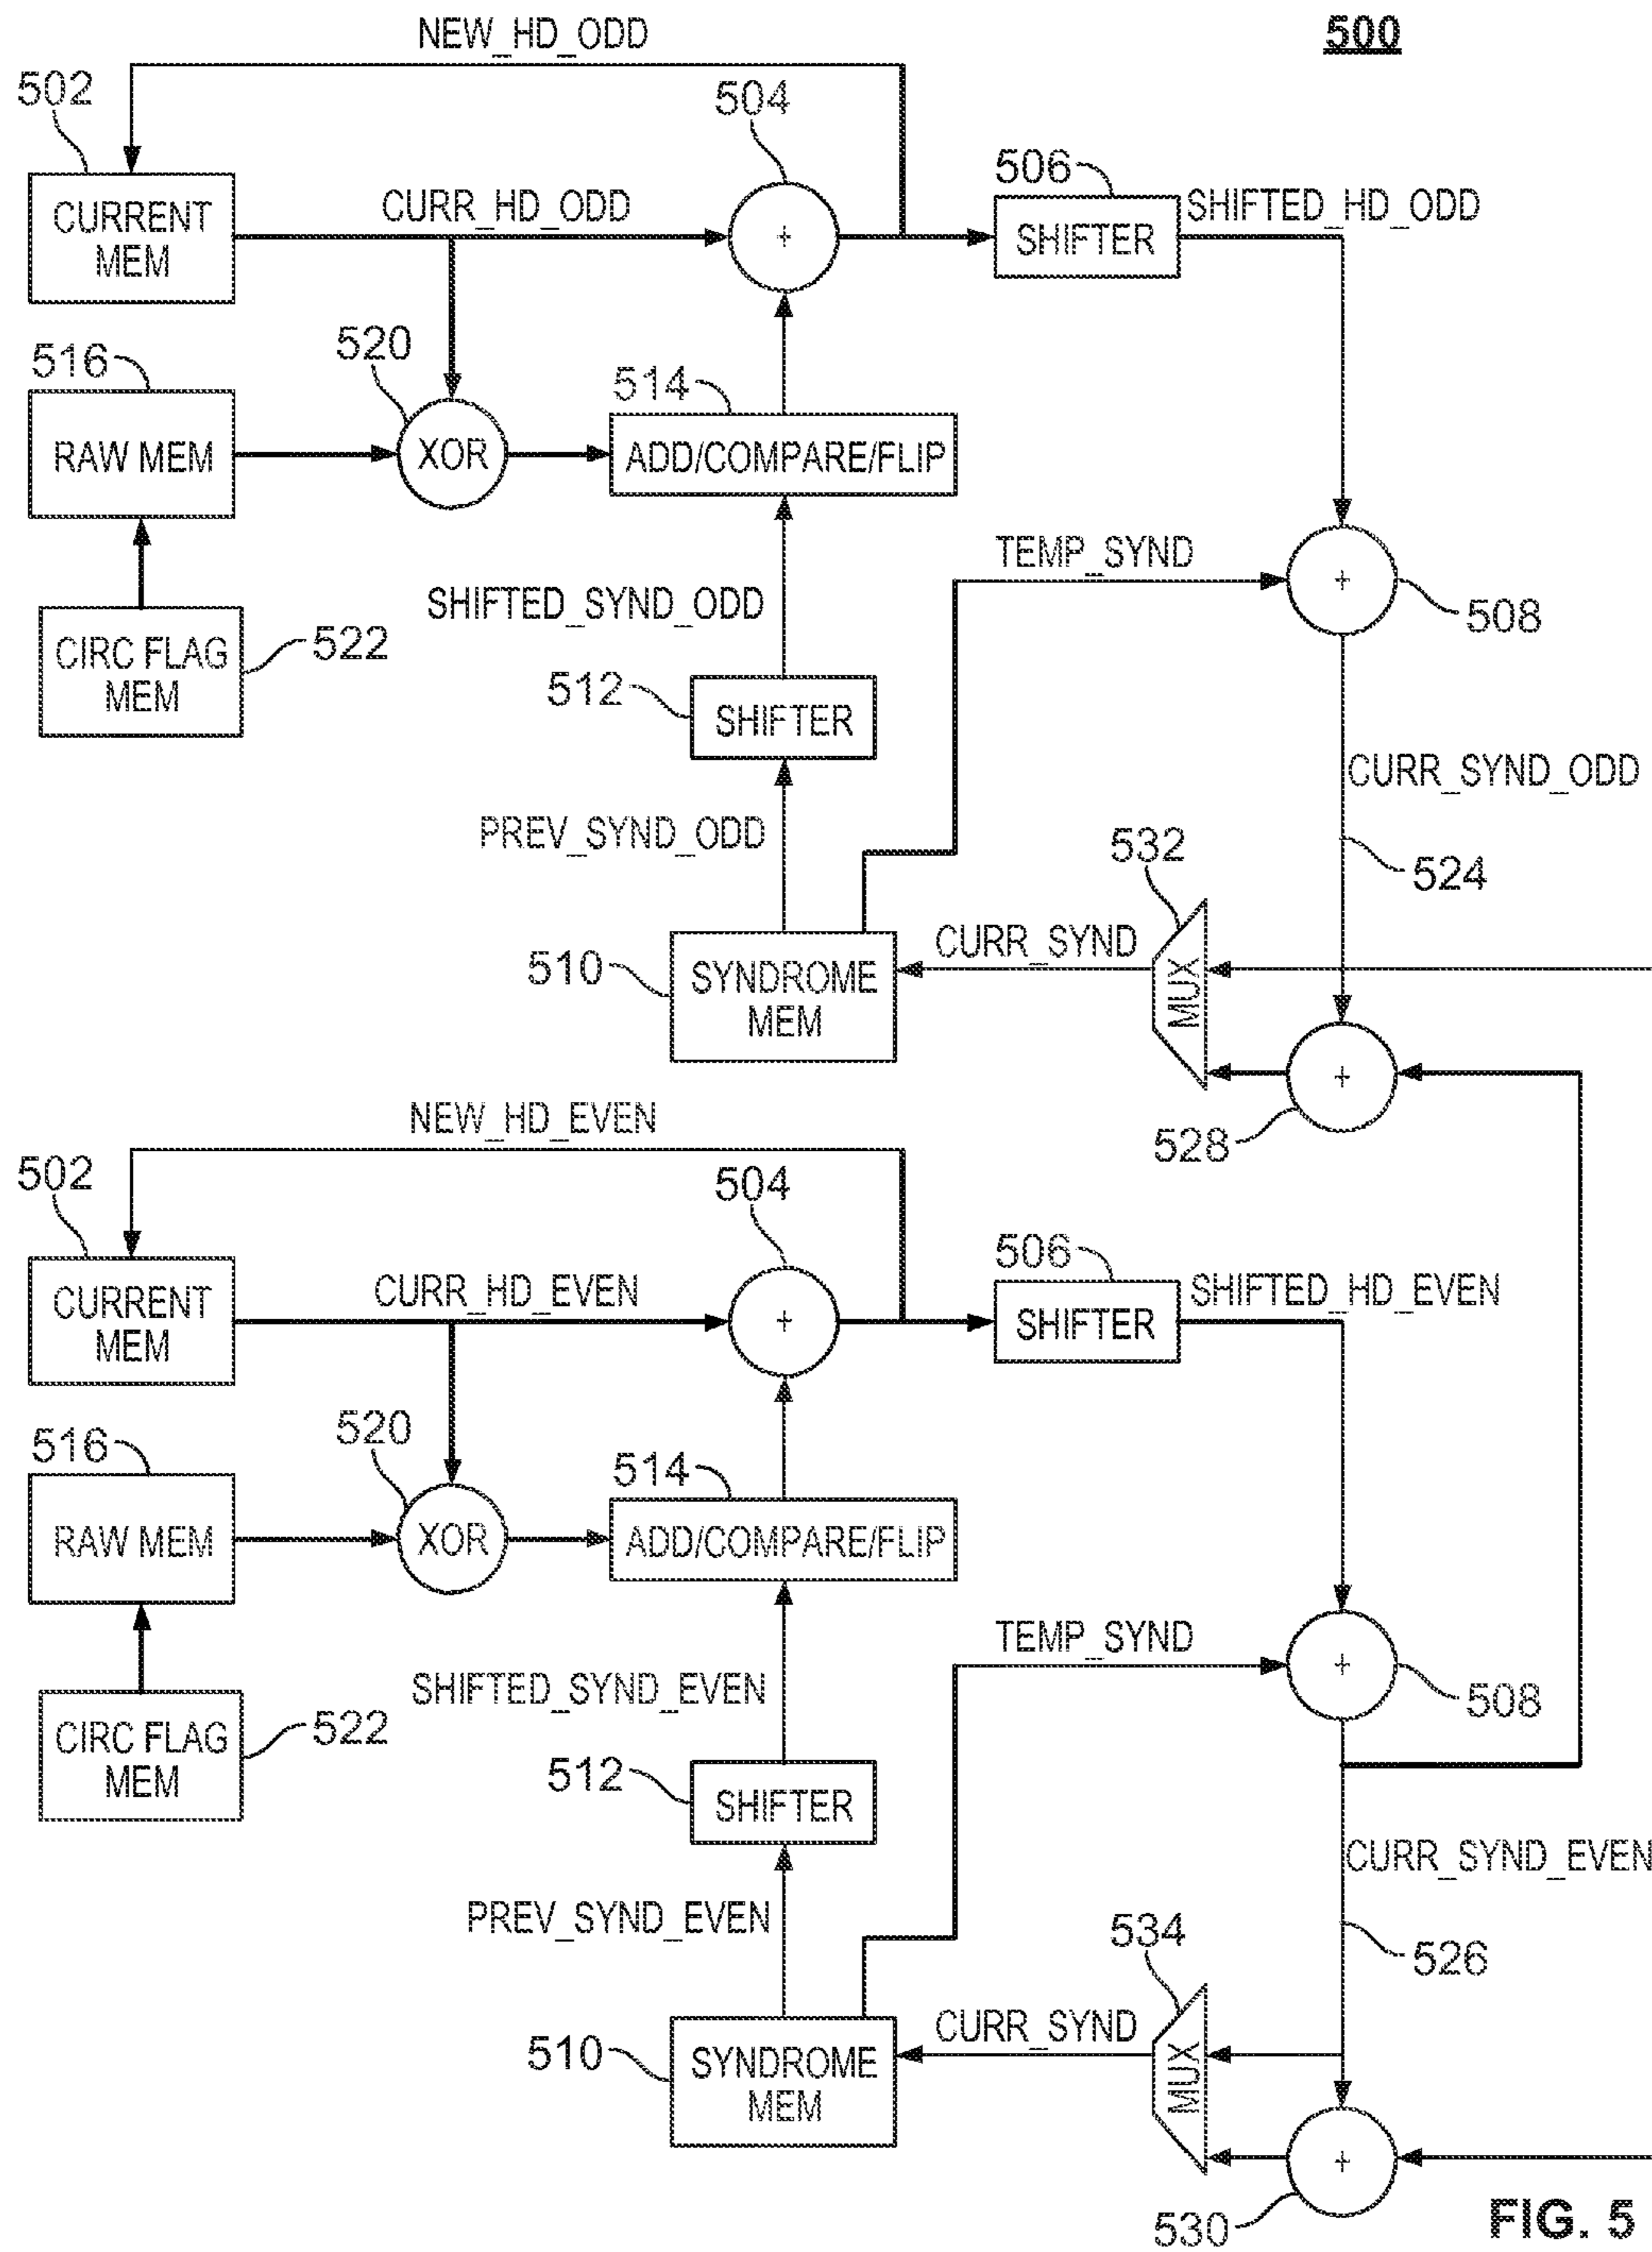 500
NEW_HD_ODD
502
504
506
CURRENT
MEM
CURR_HD_ODD
+
SHIFTER
SHIFTED_HD_ODD
516
520
514
RAW MEM
XOR
ADD/COMPARE/FLIP
TEMP_SYND
+
508
SHIFTED_SYND_ODD
CIRC FLAG
MEM
522
512
SHIFTER
CURR_SYND_ODD
PREV_SYND_ODD
532
524
510
SYNDROME
MEM
CURR_SYND
MUX
+
528
NEW_HD_EVEN
502
504
506
CURRENT
MEM
CURR_HD_EVEN
+
SHIFTER
SHIFTED_HD_EVEN
516
520
514
RAW MEM
XOR
ADD/COMPARE/FLIP
TEMP_SYND
+
508
SHIFTED_SYND_EVEN
CIRC FLAG
MEM
522
512
SHIFTER
CURR_SYND_EVEN
PREV_SYND_EVEN
534
526
510
SYNDROME
MEM
CURR_SYND
MUX
+
530
FIG. 5